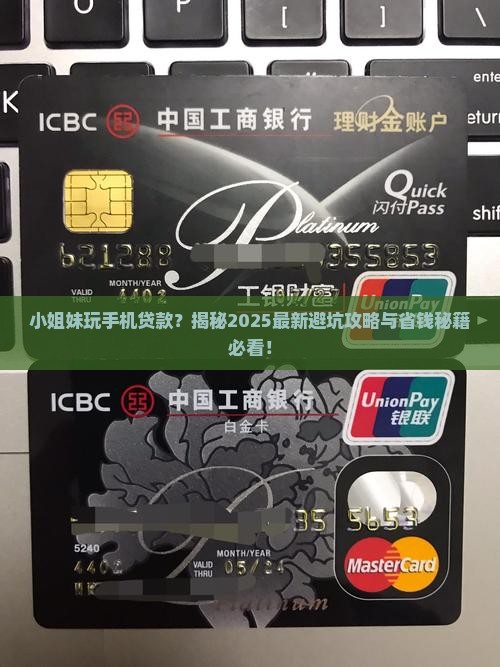 K
return
shift
ICBC 中国工商银行 理财金账户
Quick
闪付Pass
Platinum
621288 355853
MONTH/YEAR
VALID
THRU
4402
工银财富
UnionPay
小姐妹玩手机贷款？揭秘2025最新避坑攻略与省钱秘籍
必看！
ICBC 中国工商银行
白金卡
UnionPay
银联
35 5653
5240
MONTH/YEAR
VALID
THRU
05/24
MasterCard
Platinum